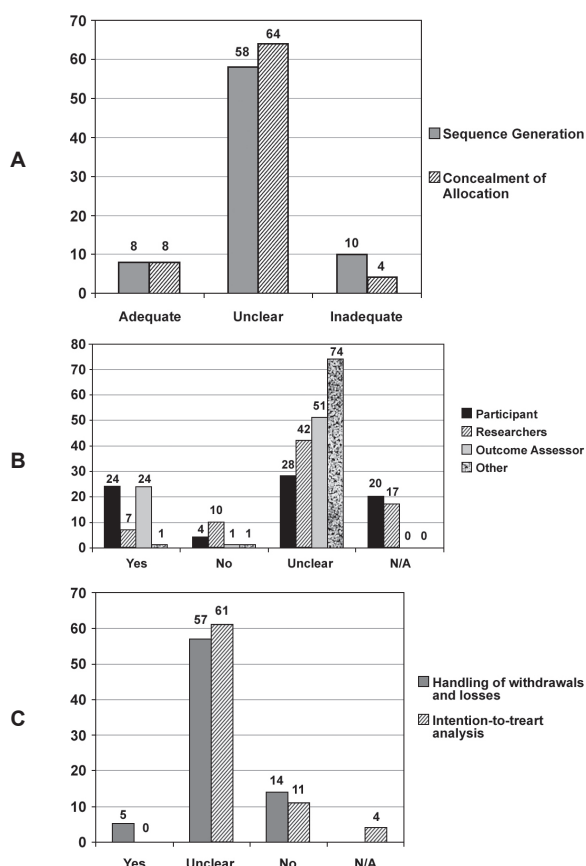 70
60
50
40
30
20
10
0
8 8
58 64
10 4
Adequate Unclear Inadequate
Sequence Generation
Concealment of
Allocation
A
80
70
60
50
40
30
20
10
0
24 7 24 1
4 10 1 1
28 42 51 74
20 17 0 0
Yes No Unclear N/A
Participant
Researchers
Outcome Assessor
Other
B
70
60
50
40
30
20
10
0
5 0
57 61
14 11
4
Yes Unclear No N/A
Handling of withdrawals
and losses
Intention-to-treart
analysis
C